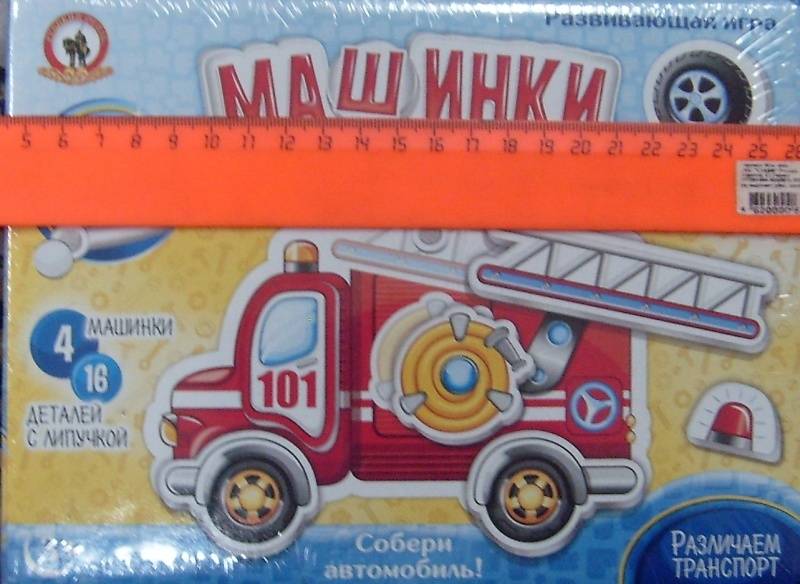 Развивающая игра
МАШИНКИ
5 6 7 8 9 10 11 12 13 14 15 16 17 18 19 20 21 22 23 24 25 26
4 МАШИНКИ
16
ДЕТАЛЕЙ
С ЛИПУЧКОЙ
101
Собери
автомобиль!
РАЗЛИЧАЕМ
ТРАНСПОРТ